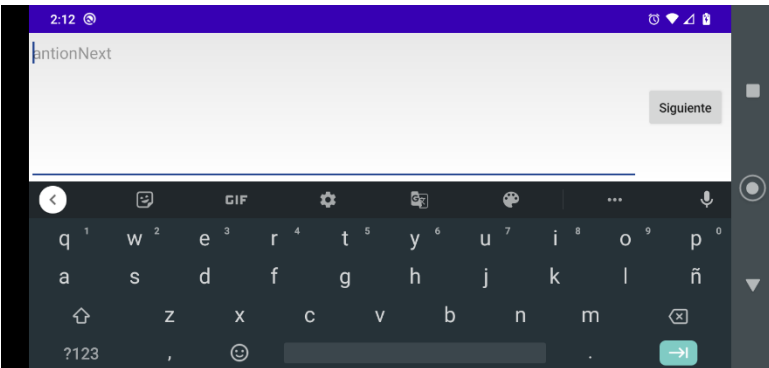 2:12
antionNext
Siguiente
GIF
q 1 w 2 e 3 r 4 t 5 y 6 u 7 i 8 o 9 p 0
a s d f g h j k l ñ
z x c v b n m
?123 , .